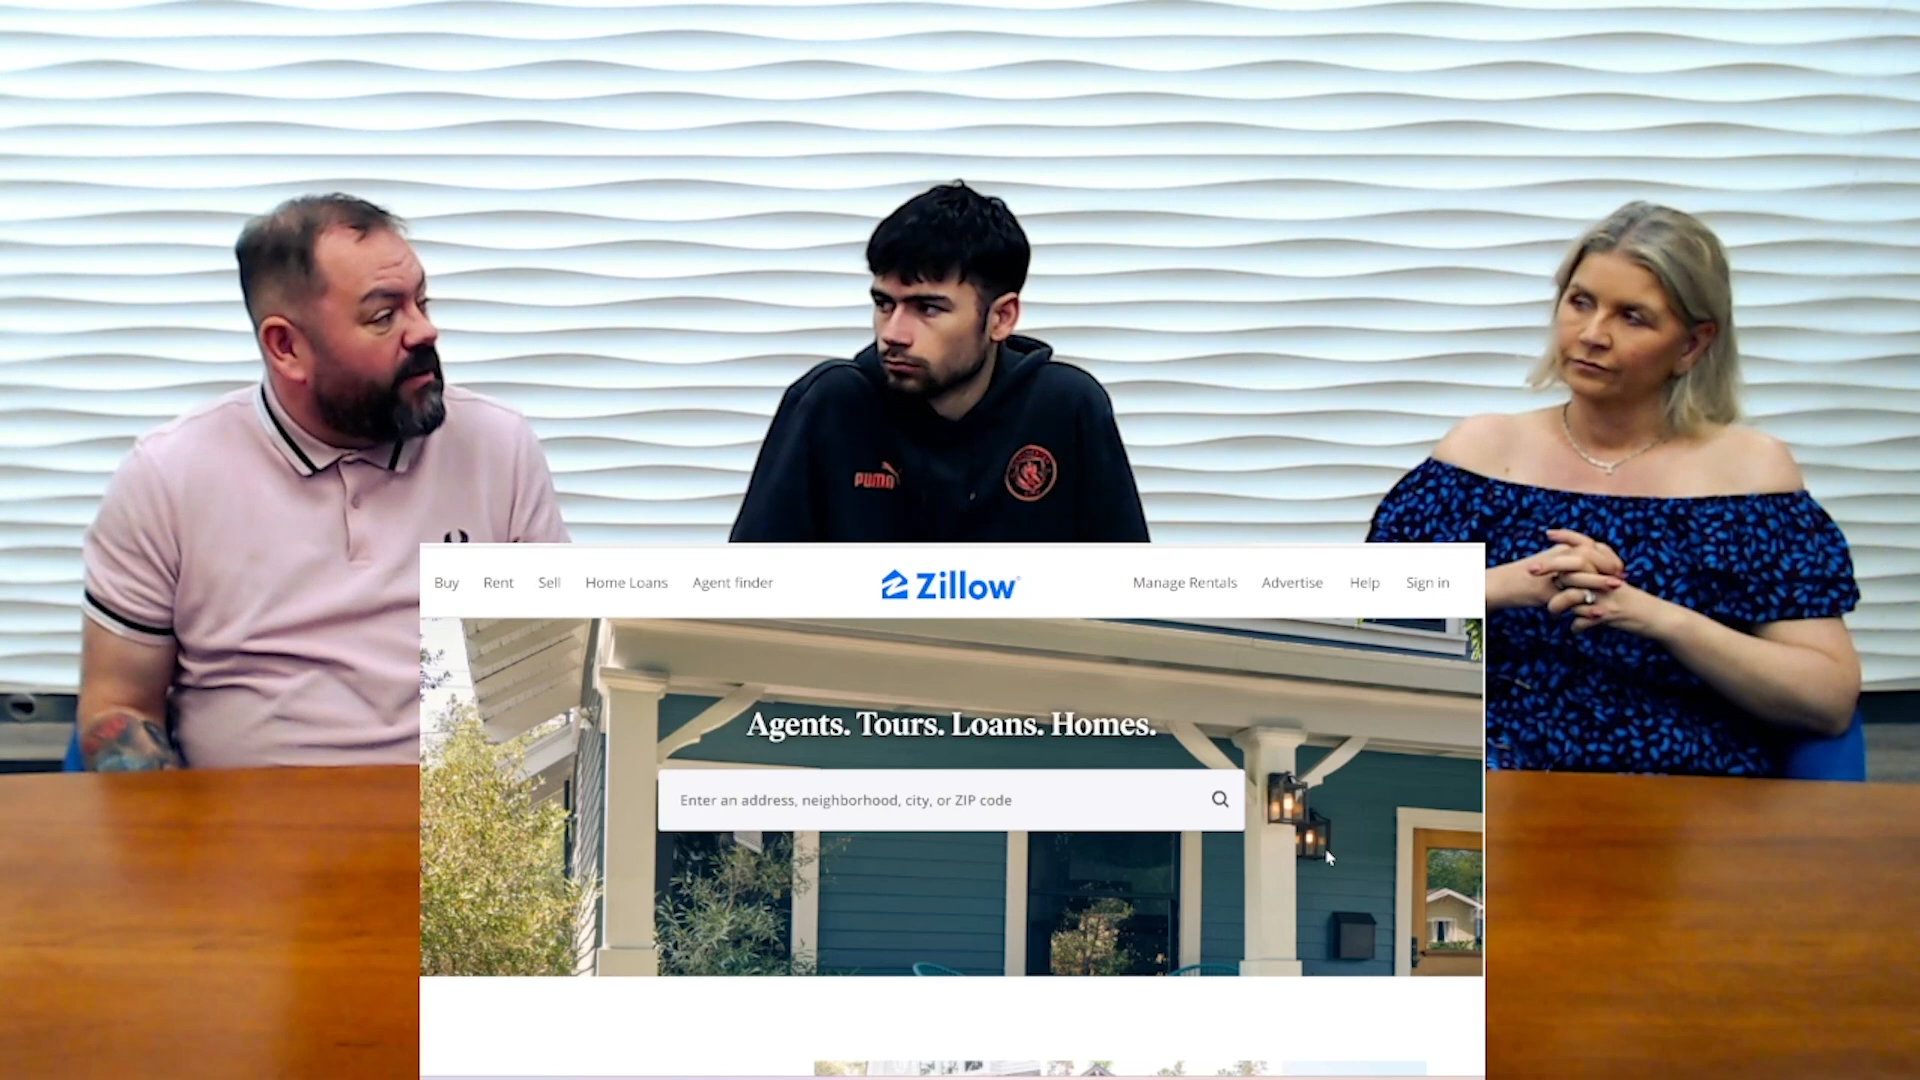 PUMA
Buy Rent Sell Home Loans Agent finder Zillow Manage Rentals Advertise Help Sign in
Agents. Tours. Loans. Homes.
Enter an address, neighborhood, city, or ZIP code